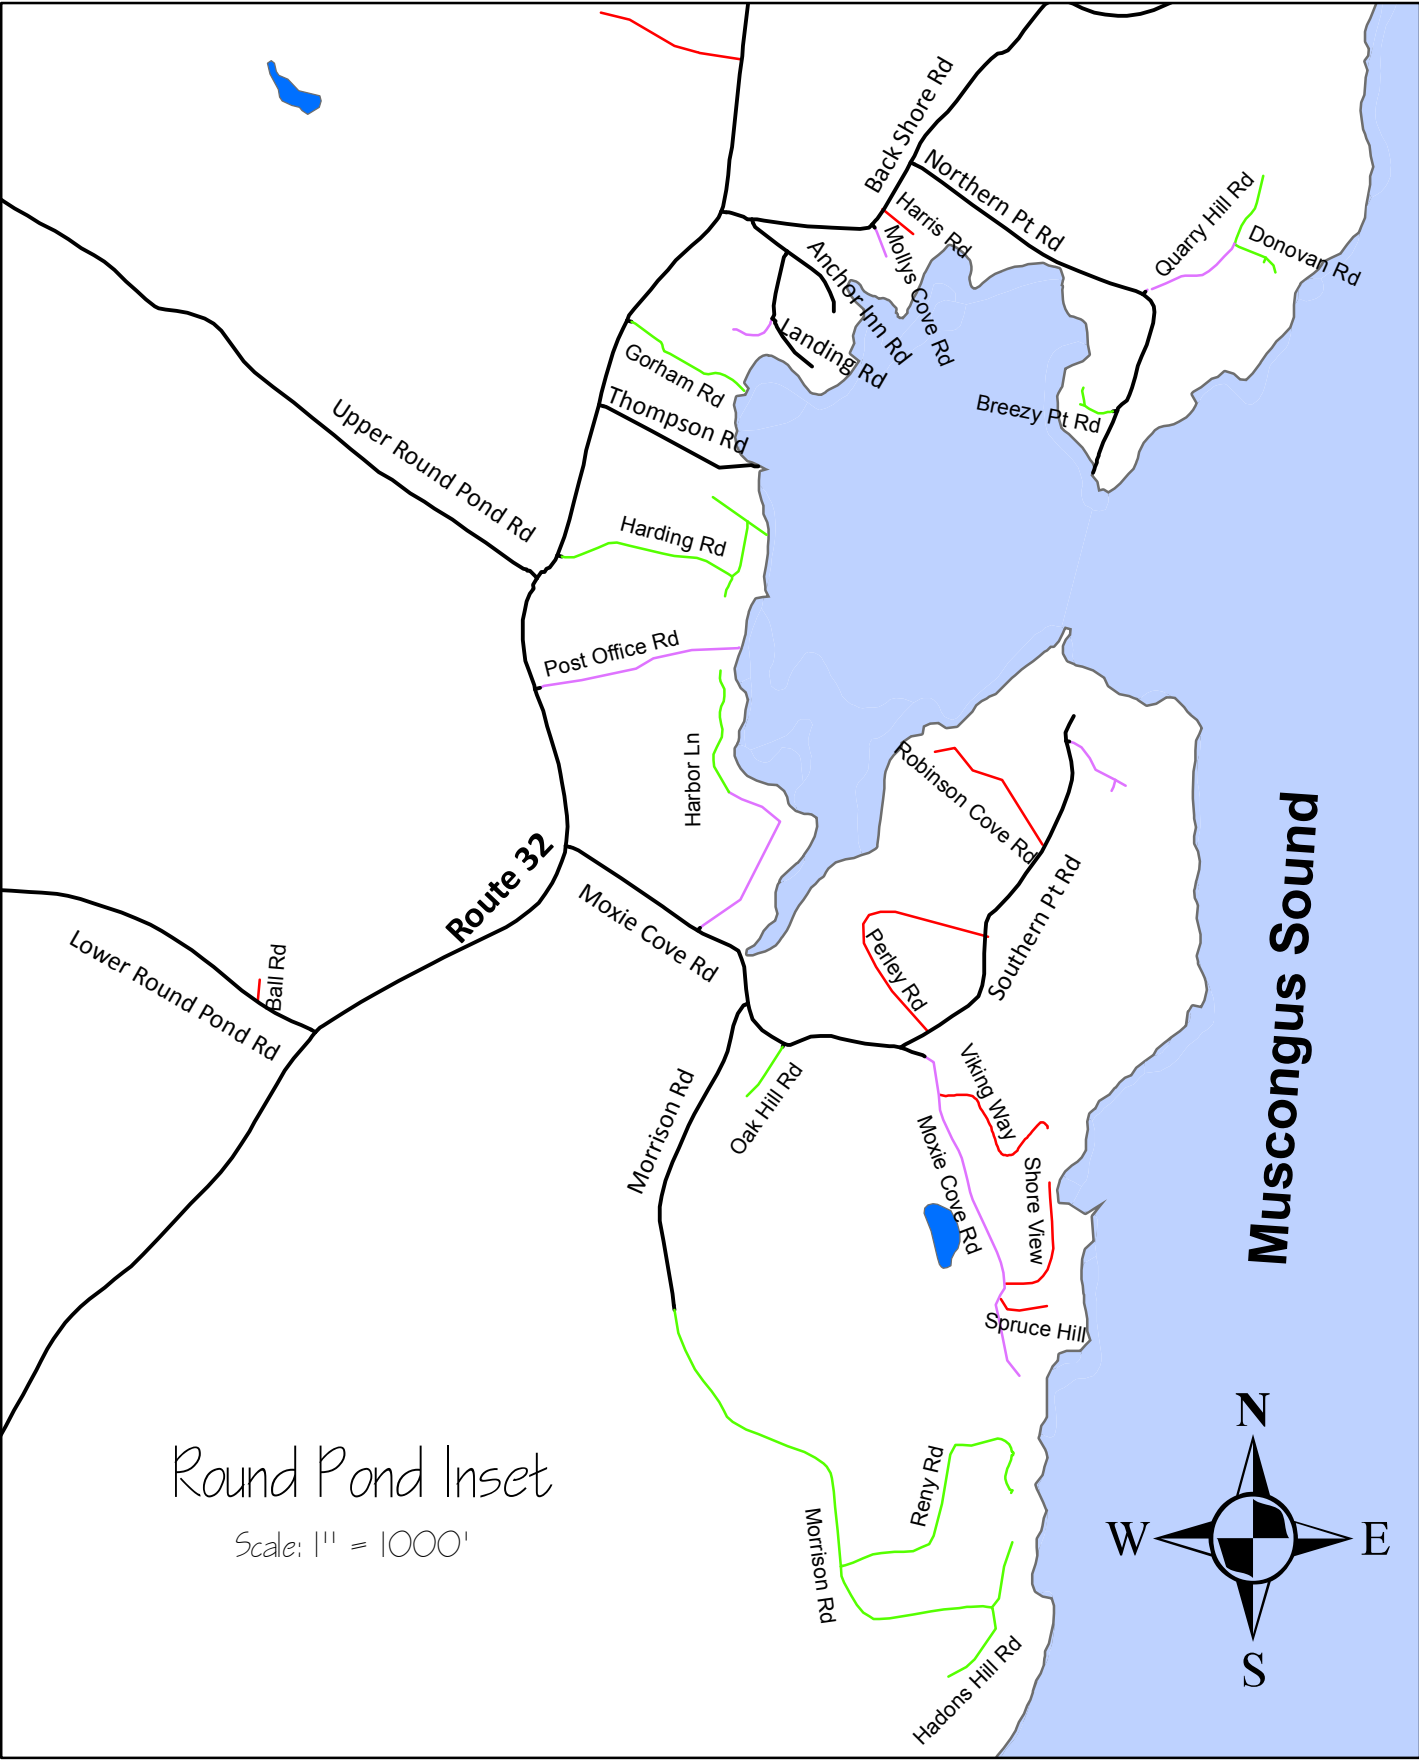 Back Shore Rd
Northern Pt Rd
Harris Rd
Mollys Cove Rd
Quarry Hill Rd
Donovan Rd
Anchor Inn Rd
Landing Rd
Gorham Rd
Thompson Rd
Breezy Pt Rd
Upper Round Pond Rd
Harding Rd
Post Office Rd
Harbor Ln
Robinson Cove Rd
Route 32
Moxie Cove Rd
Southern Pt Rd
Perley Rd
Muscongus Sound
Lower Round Pond Rd
Ball Rd
Morrison Rd
Oak Hill Rd
Viking Way
Moxie Cove Rd
Shore View
Spruce Hill
Round Pond Inset
Scale: 1" = 1000'
Reny Rd
Morrison Rd
Hadons Hill Rd
N
W
E
S